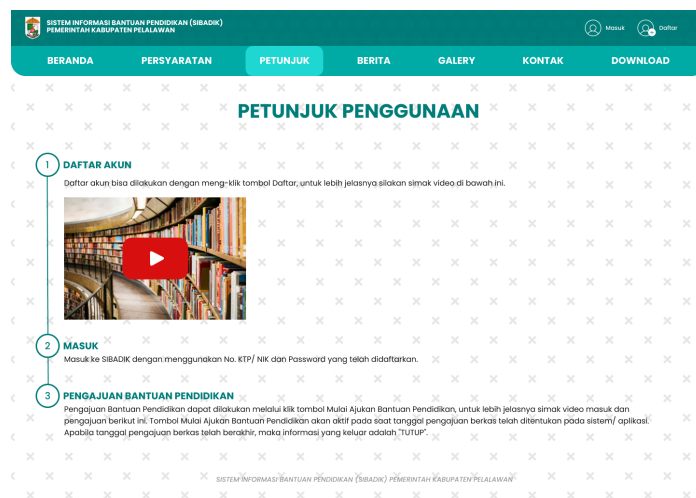 SISTEM INFORMASI BANTUAN PENDIDIKAN (SIBADIK)
PEMERINTAH KABUPATEN PELALAWAN
Masuk
Daftar
BERANDA
PERSYARATAN
PETUNJUK
BERITA
GALERY
KONTAK
DOWNLOAD
PETUNJUK PENGGUNAAN
1
DAFTAR AKUN
Daftar akun bisa dilakukan dengan meng-klik tombol Daftar, untuk lebih jelasnya silakan simak video di bawah ini.
2
MASUK
Masuk ke SIBADIK dengan menggunakan No. KTP/ NIK dan Password yang telah didaftarkan.
3
PENGAJUAN BANTUAN PENDIDIKAN
Pengajuan Bantuan Pendidikan dapat dilakukan melalui klik tombol Mulai Ajukan Bantuan Pendidikan, untuk lebih jelasnya simak video masuk dan
pengajuan berikut ini. Tombol Mulai Ajukan Bantuan Pendidikan akan aktif pada saat tanggal pengajuan berkas telah ditentukan pada sistem/ aplikasi.
Apabila tanggal pengajuan berkas telah berakhir, maka informasi yang keluar adalah "TUTUP".
SISTEM INFORMASI BANTUAN PENDIDIKAN (SIBADIK) PEMERINTAH KABUPATEN PELALAWAN